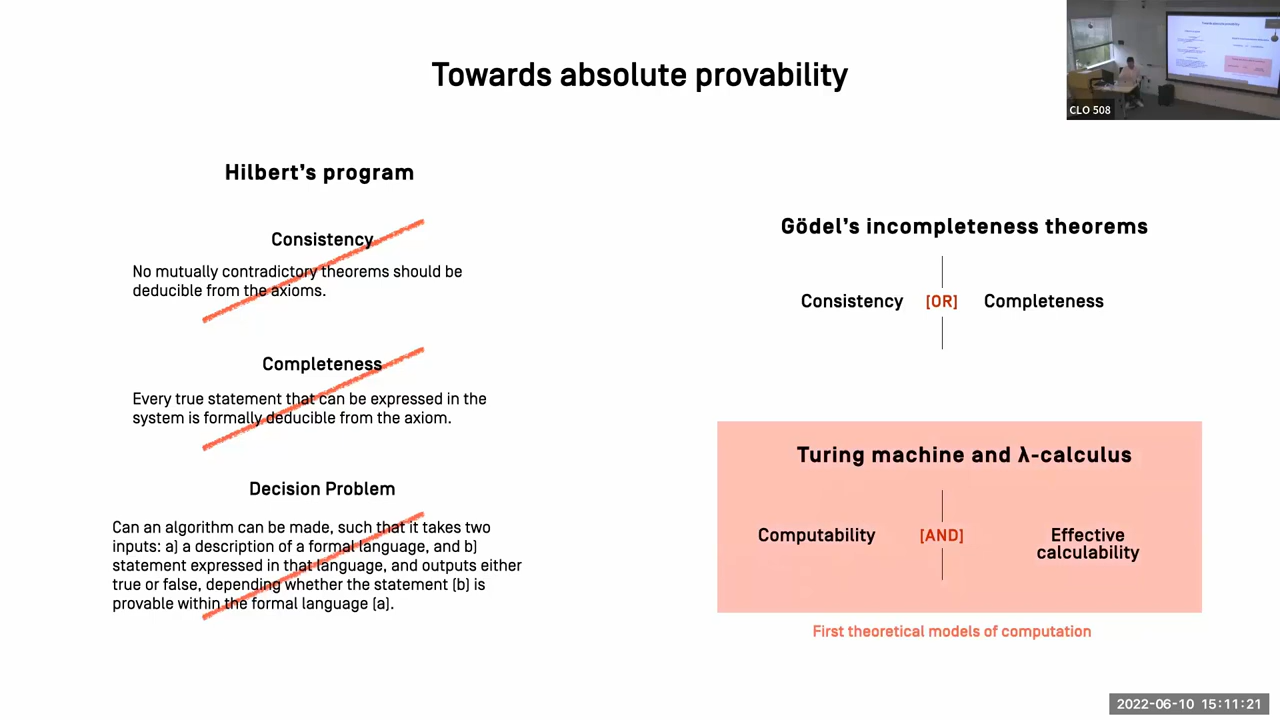 Towards absolute provability
CLO 508
Hilbert's program
Consistency
No mutually contradictory theorems should be
deducible from the axioms.
Completeness
Every true statement that can be expressed in the
system is formally deducible from the axiom.
Decision Problem
Can an algorithm can be made, such that it takes two
inputs: a) a description of a formal language, and b)
statement expressed in that language, and outputs either
true or false, depending whether the statement (b) is
provable within the formal language (a).
Gödel's incompleteness theorems
Consistency [OR] Completeness
Turing machine and λ-calculus
Computability [AND] Effective
calculability
First theoretical models of computation
2022-06-10 15:11:21